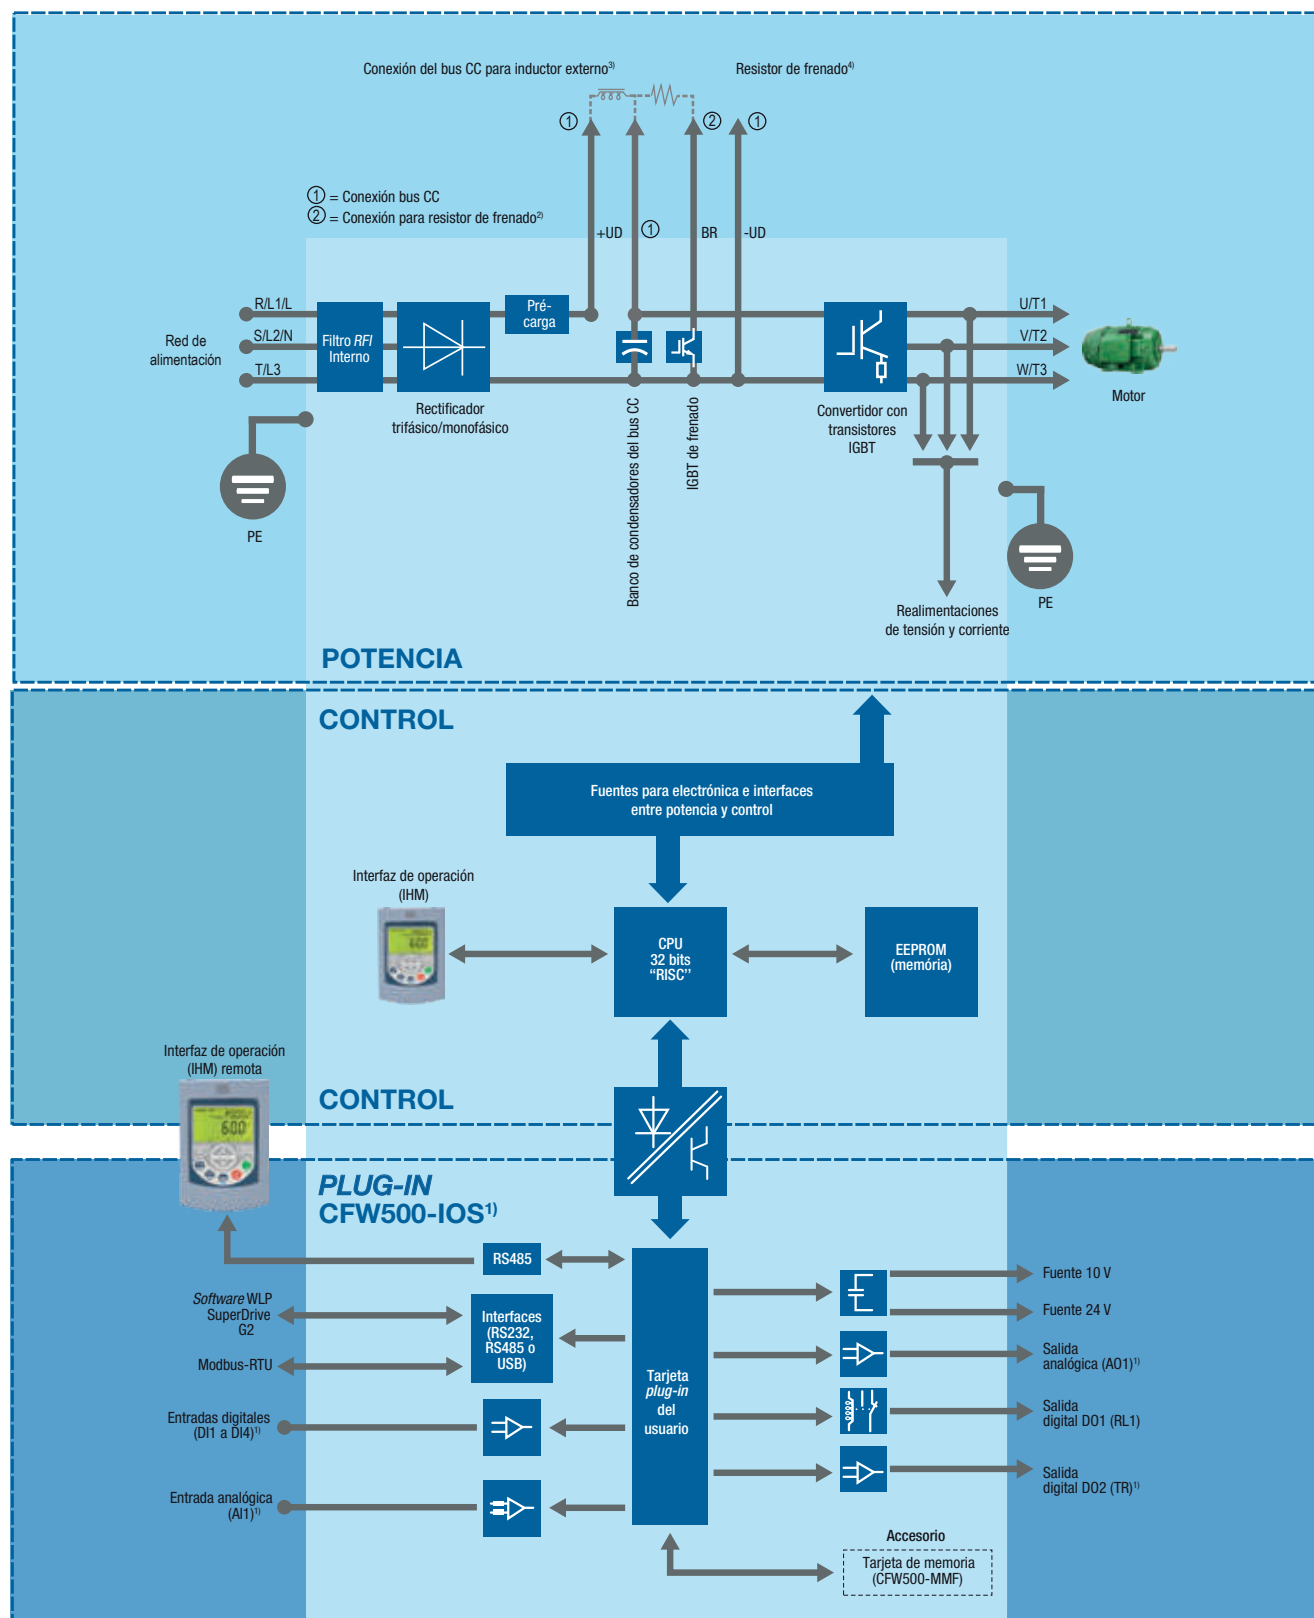 Conexión del bus CC para inductor externo3)
Resistor de frenado4)
1
2
1
1 = Conexión bus CC
2 = Conexión para resistor de frenado2)
+UD
1
BR
-UD
Red de
alimentación
R/L1/L
S/L2/N
T/L3
Filtro RFI
Interno
Pré-
carga
U/T1
V/T2
W/T3
Motor
Rectificador
trifásico/monofásico
Banco de condensadores del bus CC
IGBT de frenado
Convertidor con
transistores
IGBT
PE
PE
Realimentaciones
de tensión y corriente
POTENCIA
CONTROL
Fuentes para electrónica e interfaces
entre potencia y control
Interfaz de operación
(IHM)
600
CPU
32 bits
“RISC’’
EEPROM
(memória)
Interfaz de operación
(IHM) remota
600
CONTROL
PLUG-IN
CFW500-IOS1)
RS485
Software WLP
SuperDrive
G2
Modbus-RTU
Interfaces
(RS232,
RS485 o
USB)
Entradas digitales
(DI1 a DI4)1)
Entrada analógica
(AI1)1)
Tarjeta
plug-in
del
usuario
Fuente 10 V
Fuente 24 V
Salida
analógica (AO1)1)
Salida
digital DO1 (RL1)
Salida
digital DO2 (TR)1)
Accesorio
Tarjeta de memoria
(CFW500-MMF)